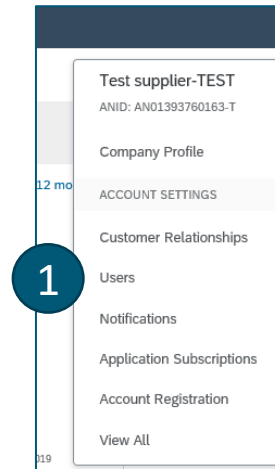 Test supplier-TEST
ANID: AN01393760163-T
Company Profile
12 mo
ACCOUNT SETTINGS
Customer Relationships
1
Users
Notifications
Application Subscriptions
Account Registration
View All
019